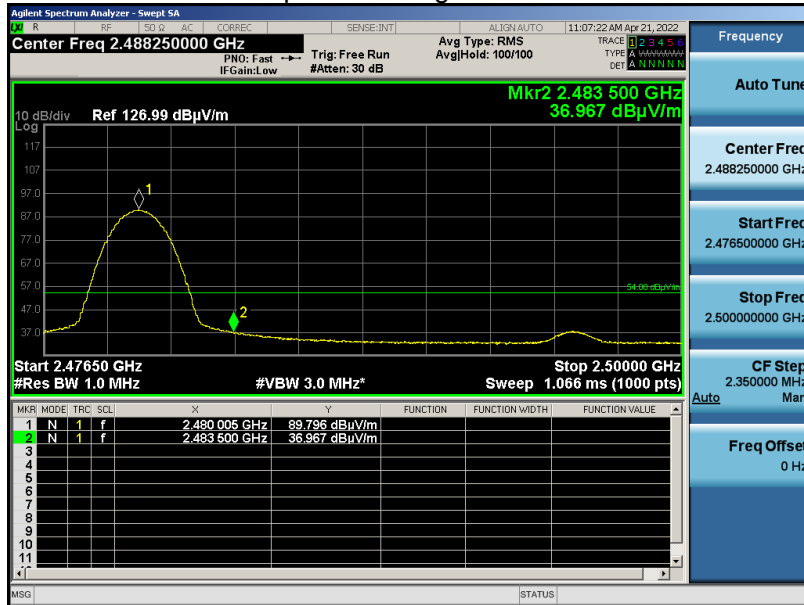 Agilent Spectrum Analyzer - Swept SA
LXI R RF 50 Ω AC CORREC SENSE:INT ALIGN AUTO 11:07:22 AM Apr 21, 2022
Center Freq 2.488250000 GHz
PNO: Fast
IFGain:Low
Trig: Free Run
#Atten: 30 dB
Avg Type: RMS
Avg|Hold: 100/100
TRACE 1 2 3 4 5 6
TYPE A
DET A N N N N N
Mkr2 2.483 500 GHz
36.967 dBµV/m
10 dB/div Ref 126.99 dBµV/m
Log
117
107
97.0
87.0
77.0
67.0
57.0
47.0
37.0
1
2
54.00 dBµV/m
Start 2.47650 GHz
Stop 2.50000 GHz
#Res BW 1.0 MHz #VBW 3.0 MHz* Sweep 1.066 ms (1000 pts)
MKR MODE TRC SCL X Y FUNCTION FUNCTION WIDTH FUNCTION VALUE
1 N 1 f 2.480 005 GHz 89.796 dBµV/m
2 N 1 f 2.483 500 GHz 36.967 dBµV/m
3
4
5
6
7
8
9
10
11
MSG STATUS
Frequency
Auto Tune
Center Freq
2.488250000 GHz
Start Freq
2.476500000 GHz
Stop Freq
2.500000000 GHz
CF Step
2.350000 MHz
Auto Man
Freq Offset
0 Hz